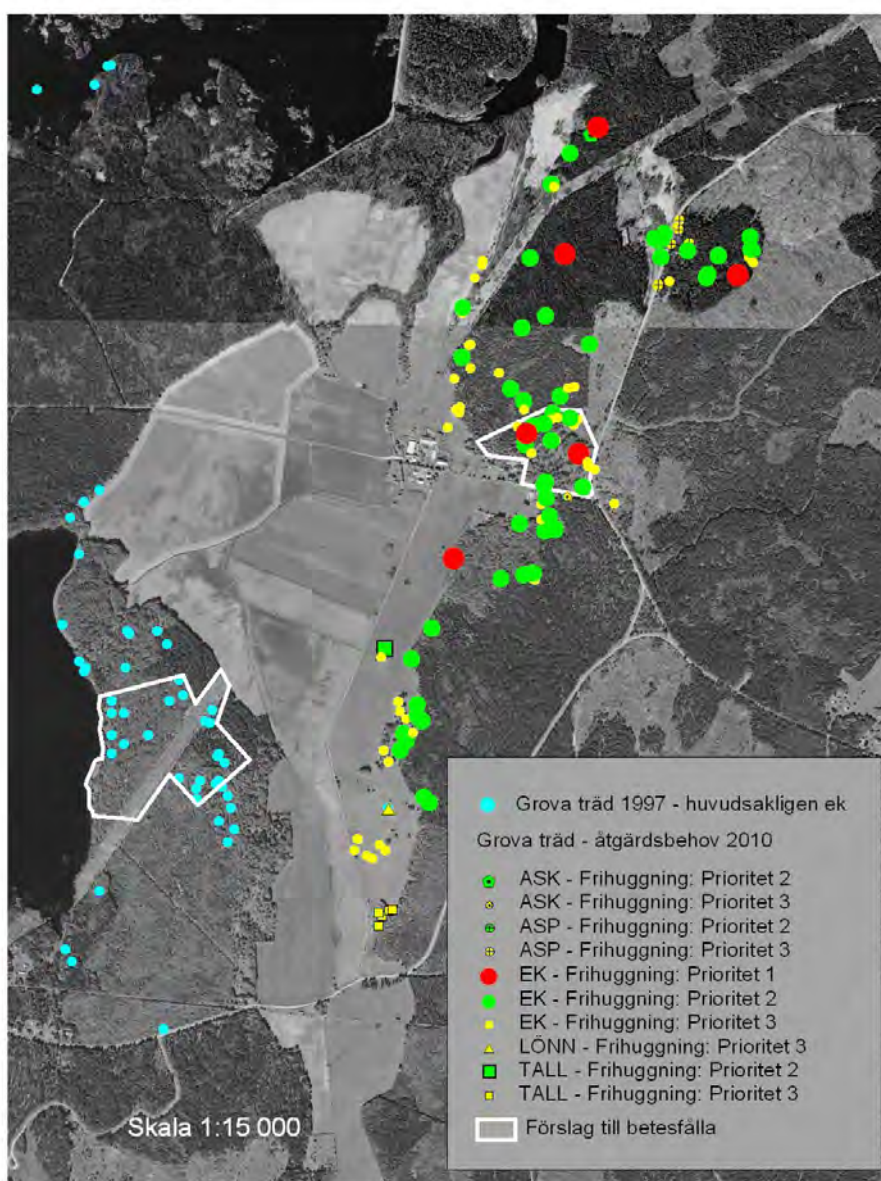 Grova träd 1997 - huvudsakligen ek
Grova träd - åtgärdsbehov 2010
ASK - Frihuggning: Prioritet 2
ASK - Frihuggning: Prioritet 3
ASP - Frihuggning: Prioritet 2
ASP - Frihuggning: Prioritet 3
EK - Frihuggning: Prioritet 1
EK - Frihuggning: Prioritet 2
EK - Frihuggning: Prioritet 3
LÖNN - Frihuggning: Prioritet 3
TALL - Frihuggning: Prioritet 2
TALL - Frihuggning: Prioritet 3
Förslag till betesfålla
Skala 1:15 000